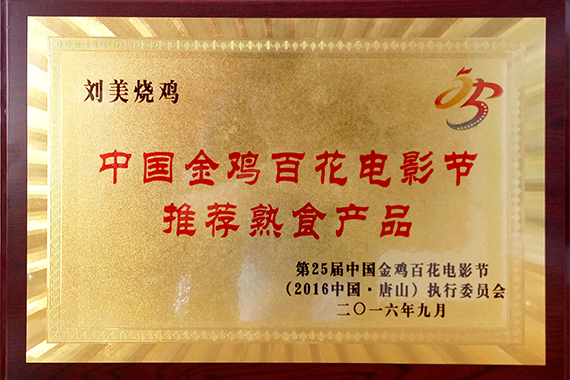 刘美烧鸡
中国金鸡百花电影节
推荐熟食产品
第25届中国金鸡百花电影节
（2016中国·唐山）执行委员会
二〇一六年九月